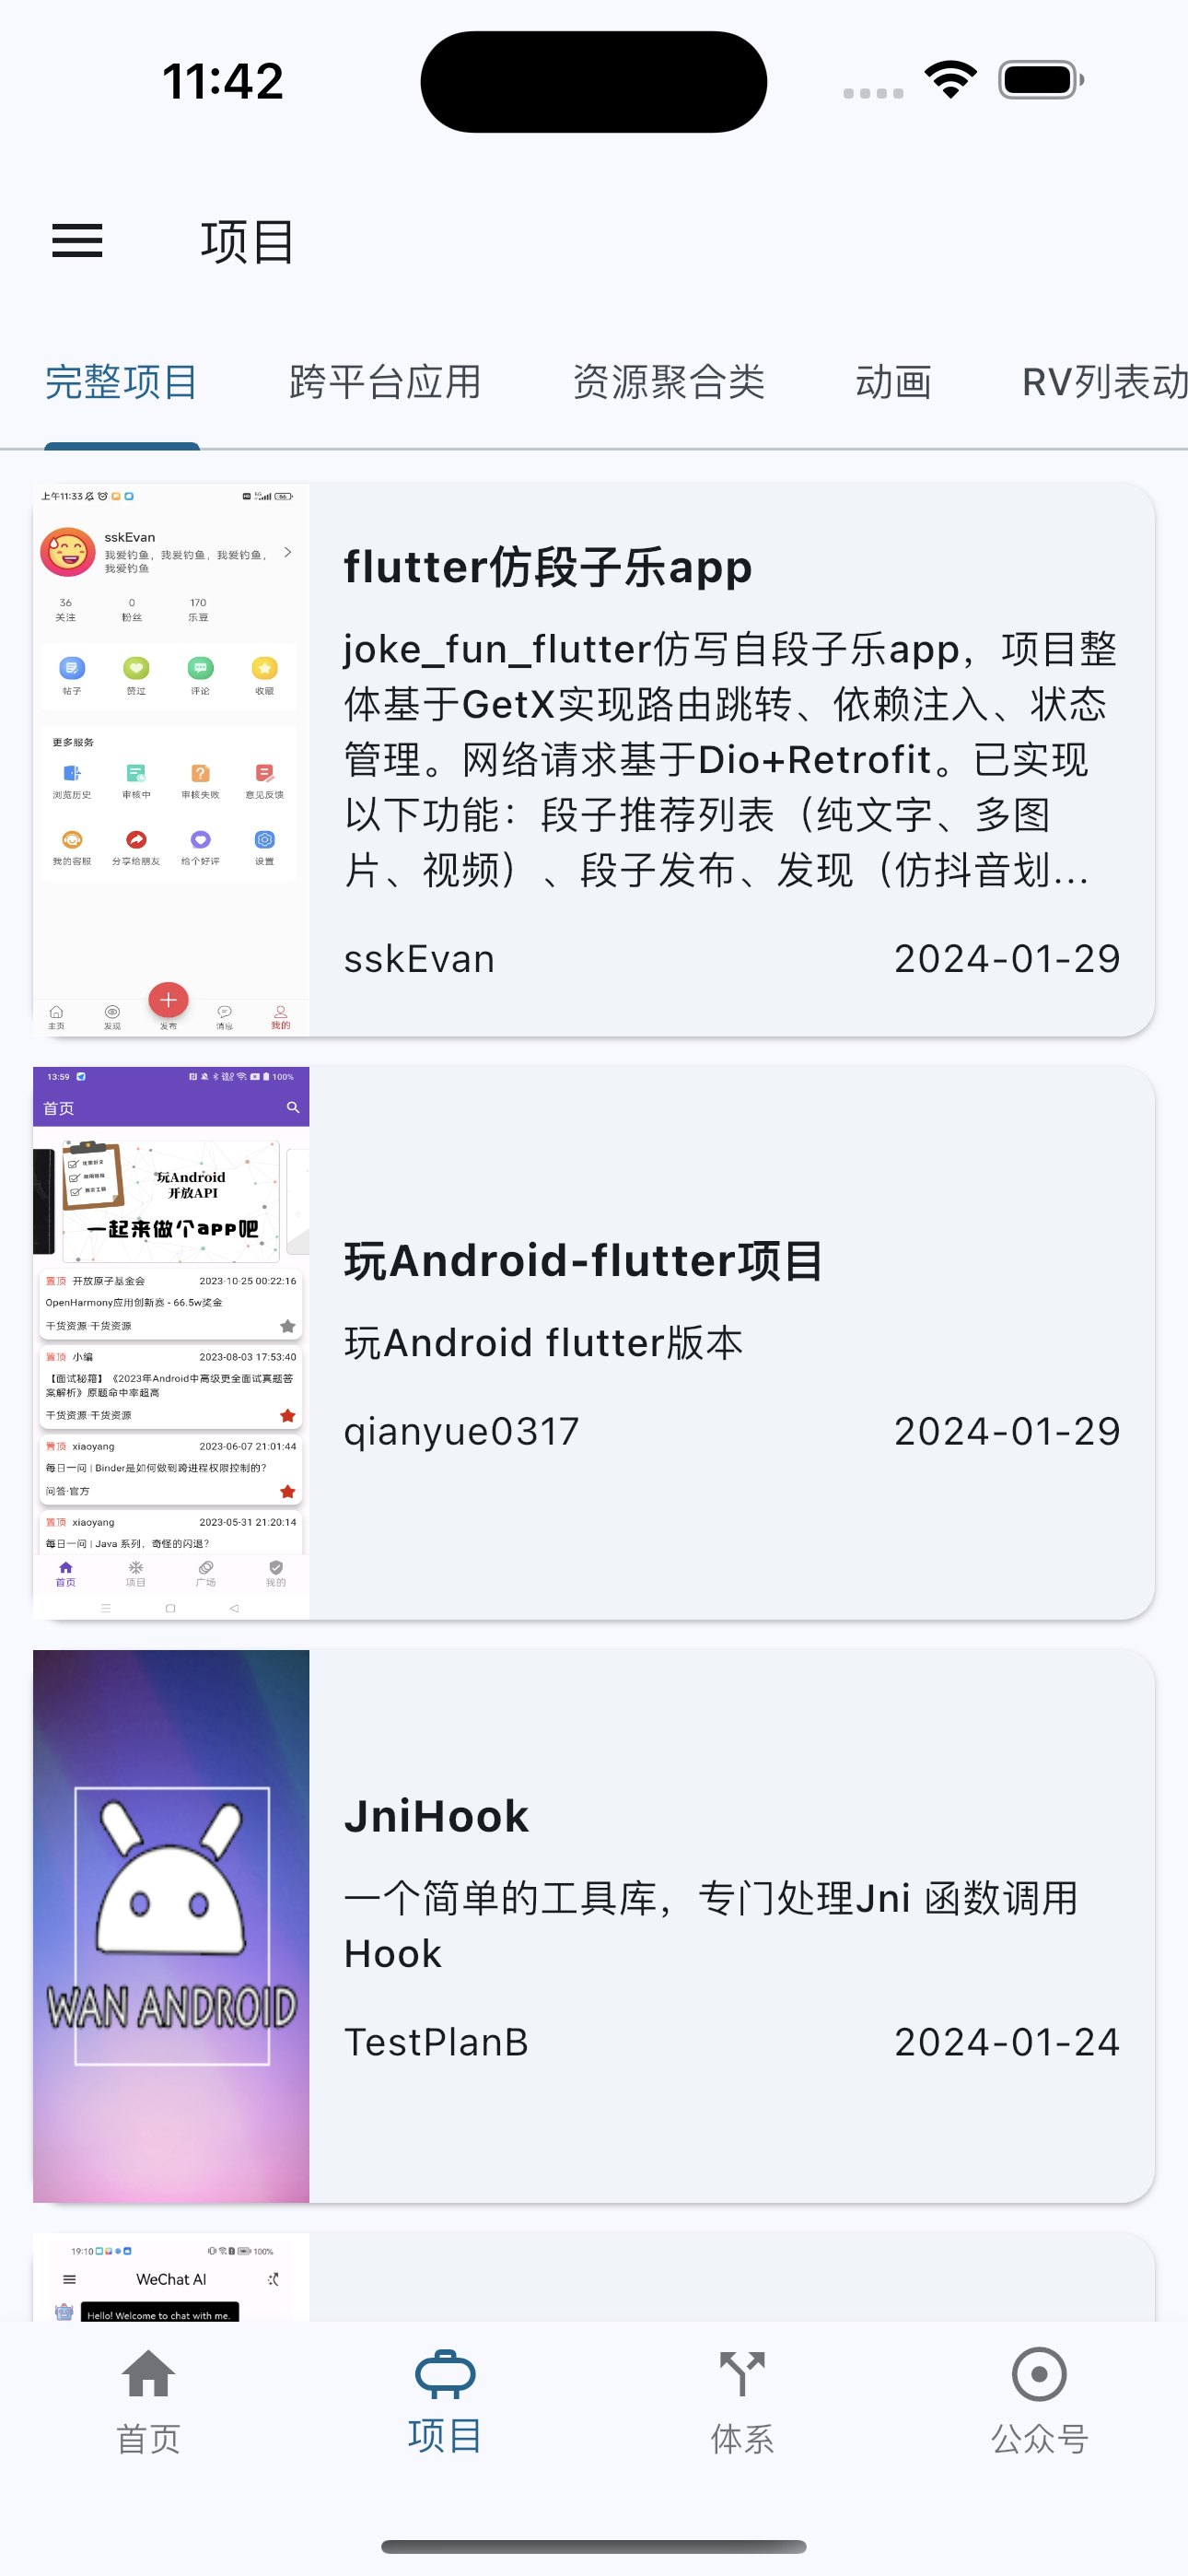 11:42
项目
完整项目
跨平台应用
资源聚合类
动画
RV列表动
上午11:33
sskEvan
我爱钓鱼，我爱钓鱼，我爱钓鱼，
我爱钓鱼
36
0
170
关注
粉丝
乐豆
帖子
赞过
评论
收藏
更多服务
浏览历史
审核中
审核失败
意见反馈
我的客服
分享给朋友
给个好评
设置
主页
发现
发布
消息
我的
flutter仿段子乐app
joke_fun_flutter仿写自段子乐app，项目整
体基于GetX实现路由跳转、依赖注入、状态
管理。网络请求基于Dio+Retrofit。已实现
以下功能：段子推荐列表（纯文字、多图
片、视频）、段子发布、发现（仿抖音划...
sskEvan
2024-01-29
13:59
100%
首页
玩Android
开放API
一起来做个app吧
置顶 开放原子基金会
2023-10-25 00:22:16
OpenHarmony应用创新赛 - 66.5w奖金
干货资源·干货资源
置顶 小编
2023-08-03 17:53:40
【面试秘籍】《2023年Android中高级更全面试真题答
案解析》原题命中率超高
干货资源·干货资源
置顶 xiaoyang
2023-06-07 21:01:44
每日一问 | Binder是如何做到跨进程权限控制的?
问答·官方
置顶 xiaoyang
2023-05-31 21:20:14
每日一问 | Java 系列，奇怪的闪退?
首页
项目
广场
我的
玩Android-flutter项目
玩Android flutter版本
qianyue0317
2024-01-29
WAN ANDROID
JniHook
一个简单的工具库，专门处理Jni 函数调用
Hook
TestPlanB
2024-01-24
19:10
100%
WeChat AI
Hello! Welcome to chat with me.
首页
项目
体系
公众号